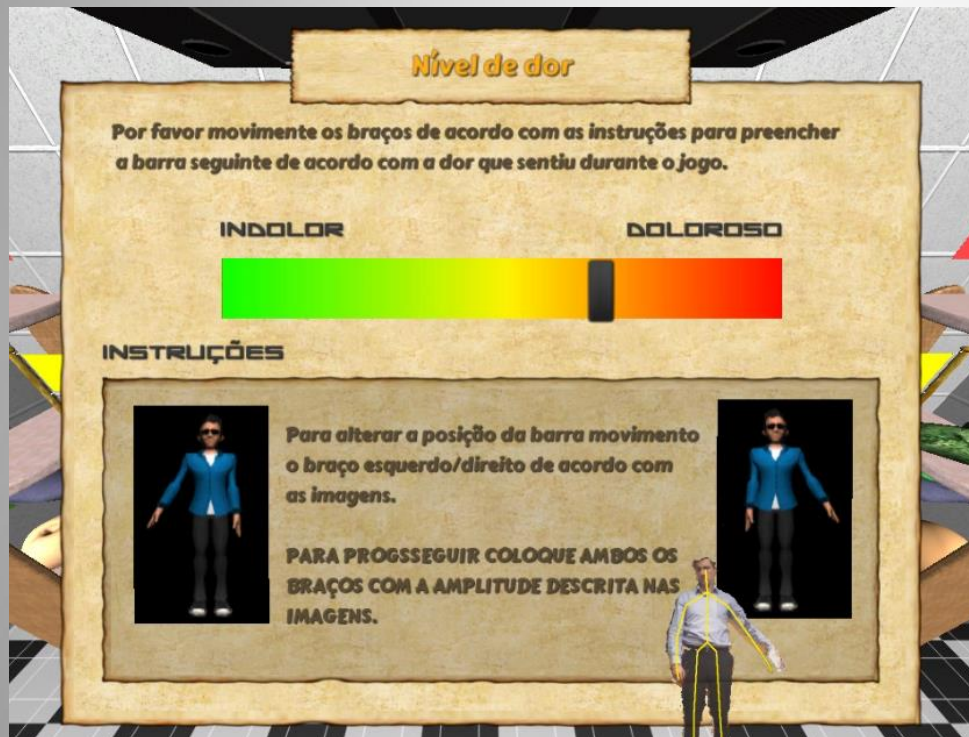 Nível de dor
Por favor movimente os braços de acordo com as instruções para preencher
a barra seguinte de acordo com a dor que sentiu durante o jogo.
INDOLOR DOLOROSO
INSTRUÇÕES
Para alterar a posição da barra movimento
o braço esquerdo/direito de acordo com
as imagens.
PARA PROGSSEGUIR COLOQUE AMBOS OS
BRAÇOS COM A AMPLITUDE DESCRITA NAS
IMAGENS.